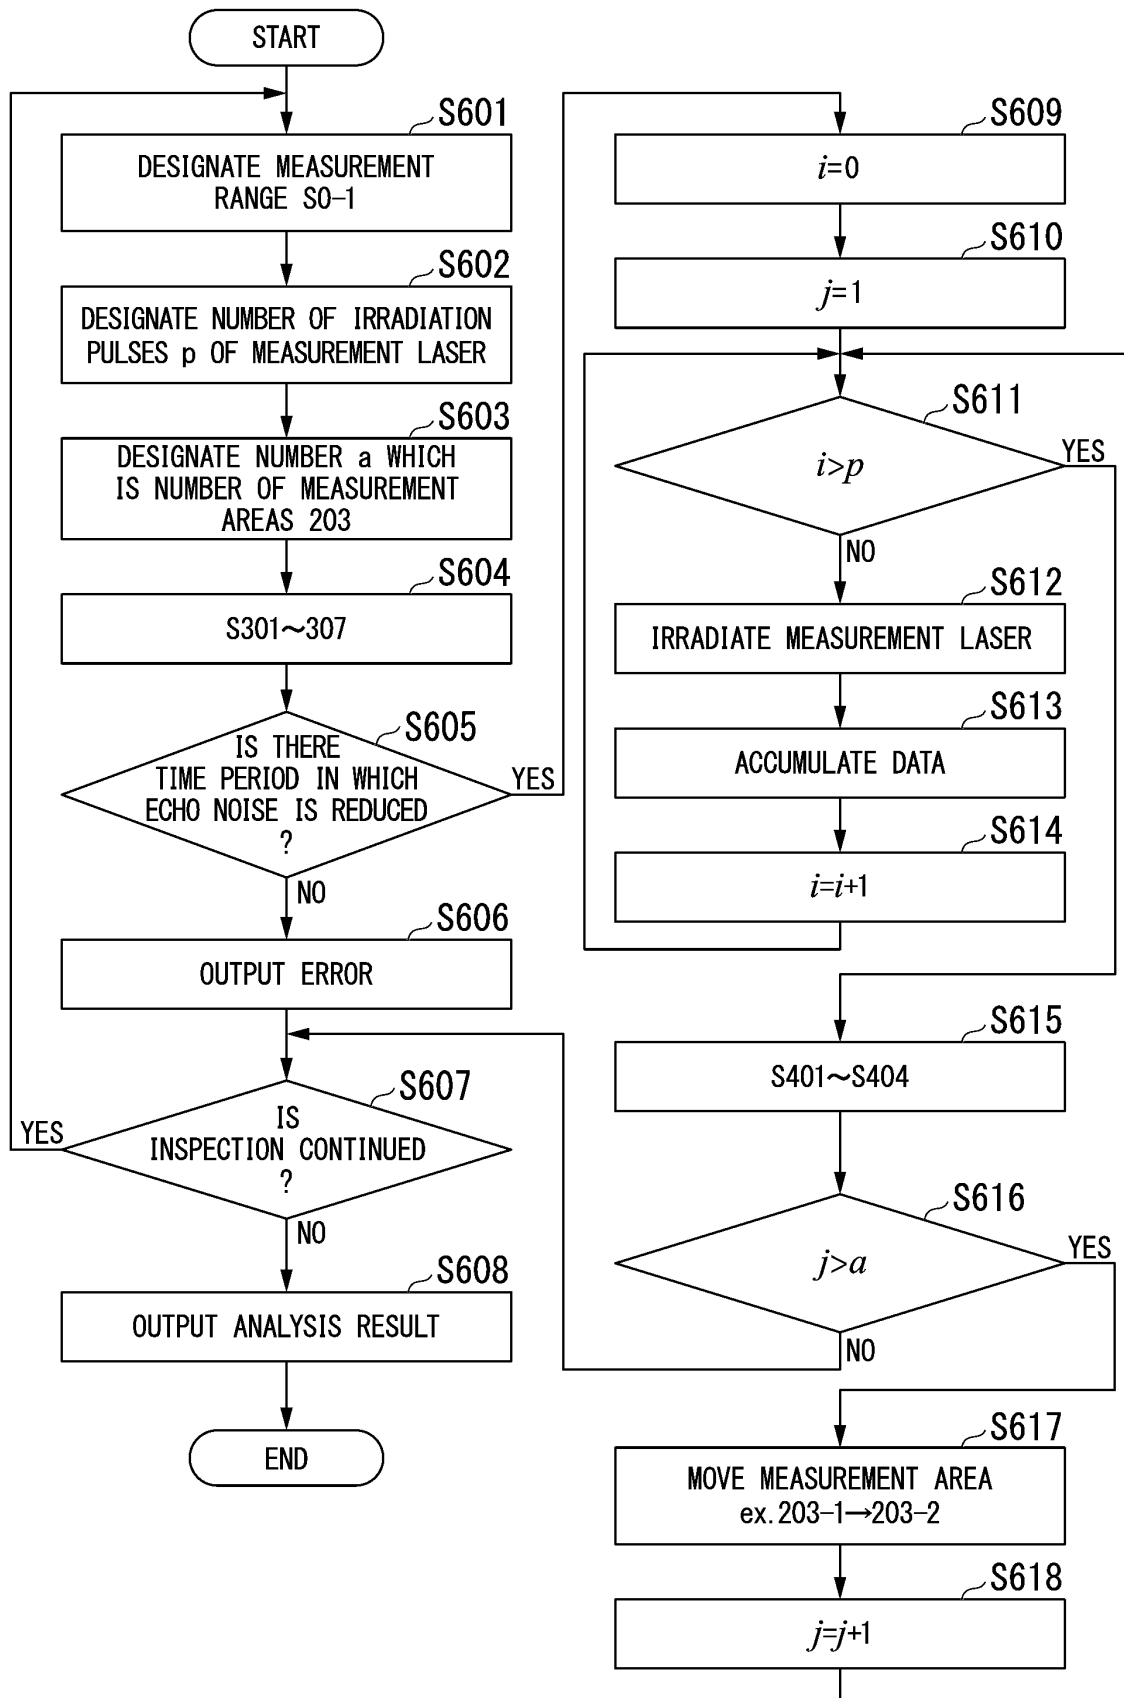 START
S601
DESIGNATE MEASUREMENT
RANGE S0-1
S602
DESIGNATE NUMBER OF IRRADIATION
PULSES p OF MEASUREMENT LASER
S603
DESIGNATE NUMBER a WHICH
IS NUMBER OF MEASUREMENT
AREAS 203
S604
S301〜307
S605
IS THERE
TIME PERIOD IN WHICH
ECHO NOISE IS REDUCED
?
YES
NO
S606
OUTPUT ERROR
S607
IS
INSPECTION CONTINUED
?
YES
NO
S608
OUTPUT ANALYSIS RESULT
END
S609
i=0
S610
j=1
S611
i>p
YES
NO
S612
IRRADIATE MEASUREMENT LASER
S613
ACCUMULATE DATA
S614
i=i+1
S615
S401〜S404
S616
j>a
YES
NO
S617
MOVE MEASUREMENT AREA
ex.203-1→203-2
S618
j=j+1